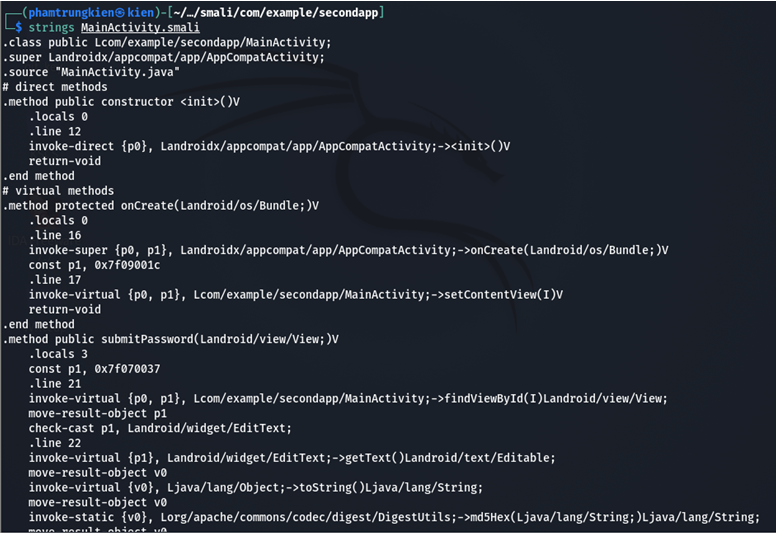 ┌──(phamtrungkien㉿kien)-[~/…/smali/com/example/secondapp]
└─$ strings MainActivity.smali
.class public Lcom/example/secondapp/MainActivity;
.super Landroidx/appcompat/app/AppCompatActivity;
.source "MainActivity.java"
# direct methods
.method public constructor <init>()V
    .locals 0
    .line 12
    invoke-direct {p0}, Landroidx/appcompat/app/AppCompatActivity;-><init>()V
    return-void
.end method
# virtual methods
.method protected onCreate(Landroid/os/Bundle;)V
    .locals 0
    .line 16
    invoke-super {p0, p1}, Landroidx/appcompat/app/AppCompatActivity;->onCreate(Landroid/os/Bundle;)V
    const p1, 0x7f09001c
    .line 17
    invoke-virtual {p0, p1}, Lcom/example/secondapp/MainActivity;->setContentView(I)V
    return-void
.end method
.method public submitPassword(Landroid/view/View;)V
    .locals 3
    const p1, 0x7f070037
    .line 21
    invoke-virtual {p0, p1}, Lcom/example/secondapp/MainActivity;->findViewById(I)Landroid/view/View;
    move-result-object p1
    check-cast p1, Landroid/widget/EditText;
    .line 22
    invoke-virtual {p1}, Landroid/widget/EditText;->getText()Landroid/text/Editable;
    move-result-object v0
    invoke-virtual {v0}, Ljava/lang/Object;->toString()Ljava/lang/String;
    move-result-object v0
    invoke-static {v0}, Lorg/apache/commons/codec/digest/DigestUtils;->md5Hex(Ljava/lang/String;)Ljava/lang/String;
    move-result-object v0